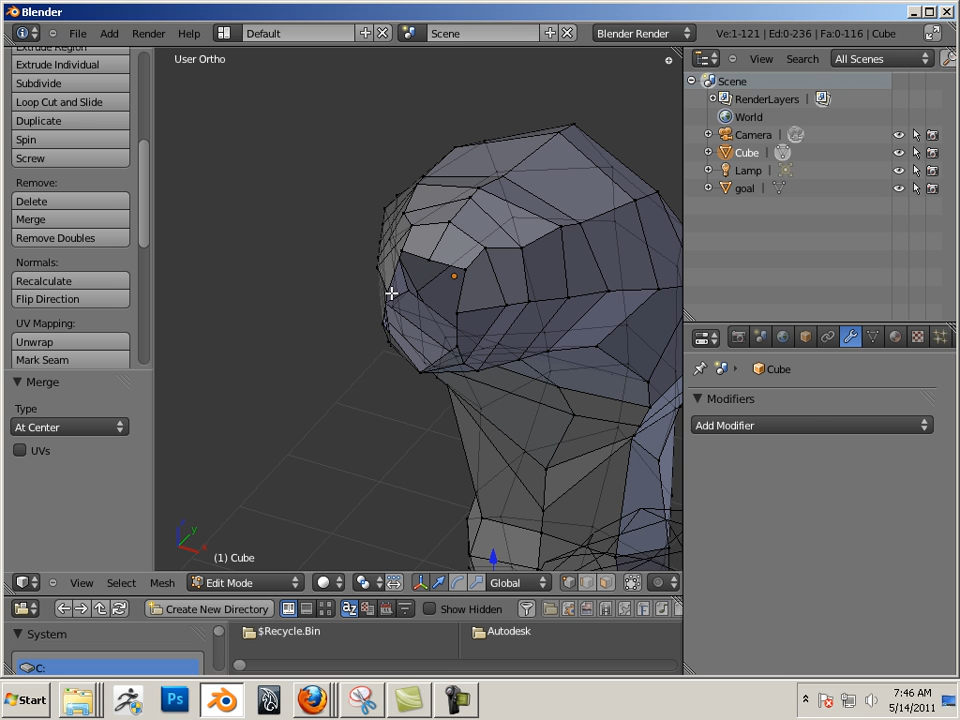 Blender
File Add Render Help Default Scene Blender Render Ve:1-121 | Ed:0-236 | Fa:0-116 | Cube
Extrude Region
Extrude Individual
Subdivide
Loop Cut and Slide
Duplicate
Spin
Screw
Remove:
Delete
Merge
Remove Doubles
Normals:
Recalculate
Flip Direction
UV Mapping:
Unwrap
Mark Seam
Merge
Type
At Center
UVs
User Ortho
(1) Cube
View Select Mesh Edit Mode Global
Create New Directory Show Hidden
System
C:
$Recycle.Bin
Autodesk
View Search All Scenes
Scene
RenderLayers |
World
Camera |
Cube |
Lamp |
goal |
Cube
Modifiers
Add Modifier
Start
Ps
7:46 AM
5/14/2011